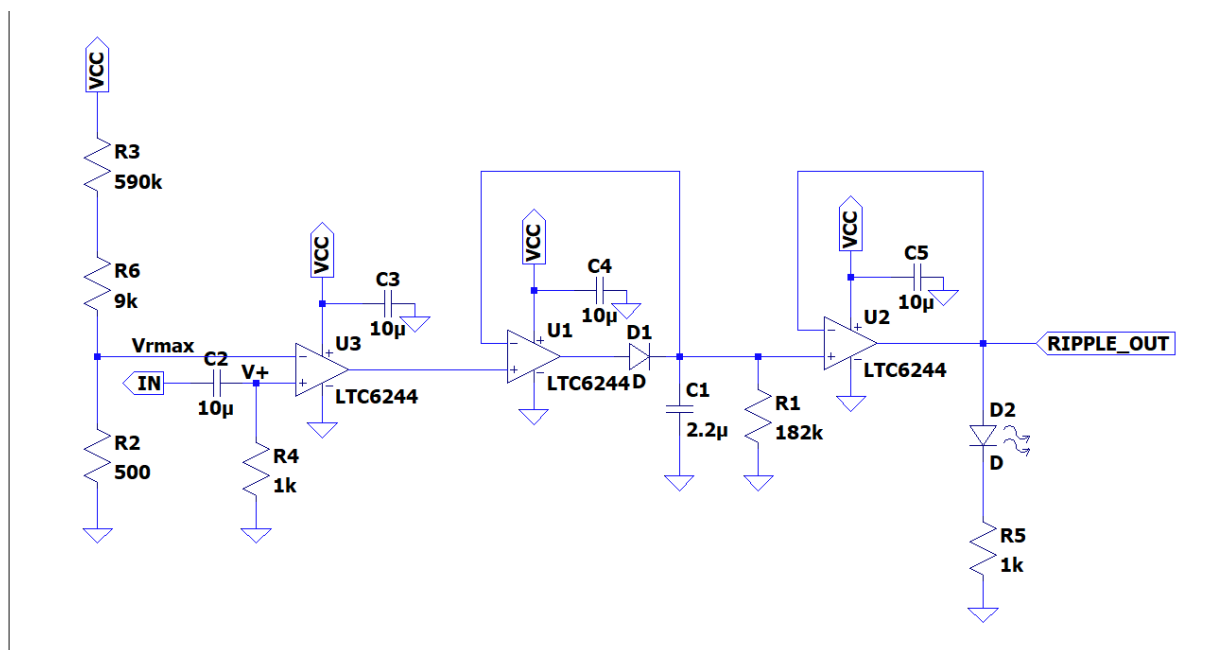 VCC
R3
590k
R6
9k
Vrmax
IN
C2
10µ
V+
R2
500
R4
1k
VCC
C3
10µ
U3
LTC6244
VCC
C4
10µ
U1
LTC6244
D1
D
C1
2.2µ
R1
182k
VCC
C5
10µ
U2
LTC6244
RIPPLE_OUT
D2
D
R5
1k